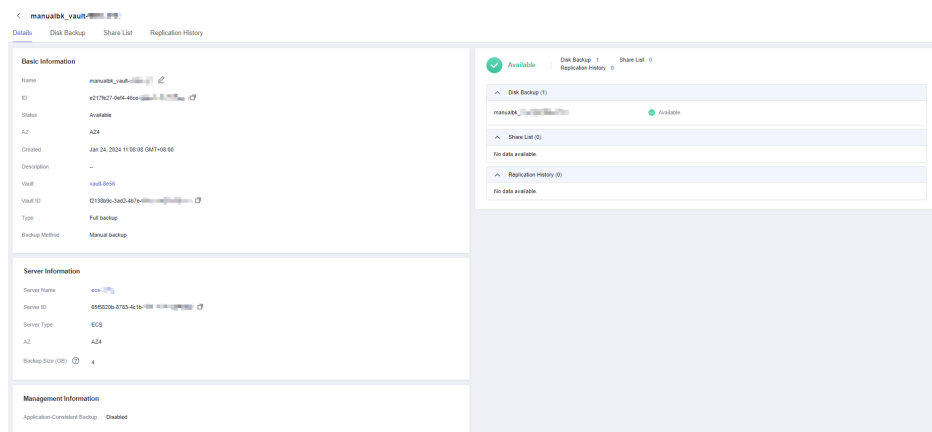 manualbk_vault-
Details Disk Backup Share List Replication History
Basic Information
Name manualbk_vault-
ID e217fe27-9ef4-46ce-
Status Available
AZ AZ4
Created Jan 24, 2024 11:08:08 GMT+08:00
Description --
Vault vault-8e56
Vault ID f2138b9c-3ad2-4b7e-
Type Full backup
Backup Method Manual backup
Server Information
Server Name ecs-
Server ID 65f5820b-8783-4c1b-
Server Type ECS
AZ AZ4
Backup Size (GB) 4
Management Information
Application-Consistent Backup Disabled
Available
Disk Backup 1 Share List 0
Replication History 0
Disk Backup (1)
manualbk_ Available
Share List (0)
No data available.
Replication History (0)
No data available.